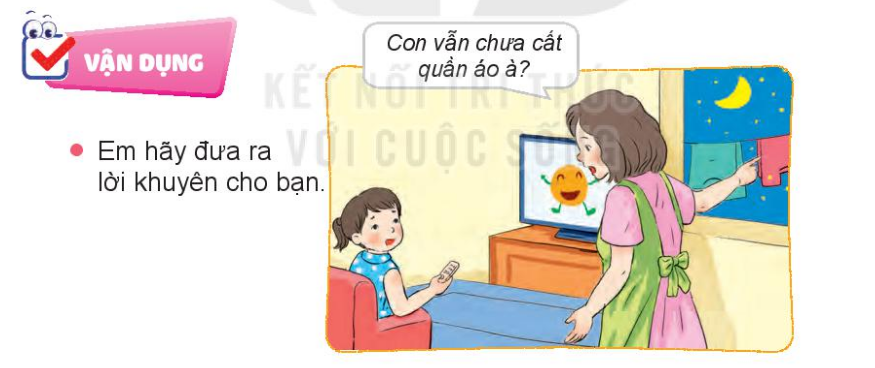 VẬN DỤNG
Con vẫn chưa cất
quần áo à?
KẾT NỐI TRI THỨC
VỚI CUỘC SỐNG
Em hãy đưa ra
lời khuyên cho bạn.